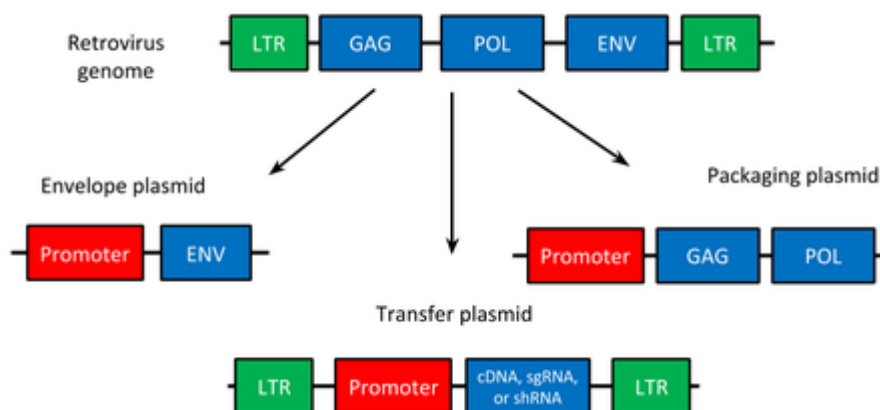 Retrovirus
genome
LTR GAG POL ENV LTR
Envelope plasmid
Packaging plasmid
Promoter ENV
Promoter GAG POL
Transfer plasmid
LTR Promoter cDNA, sgRNA,
or shRNA LTR